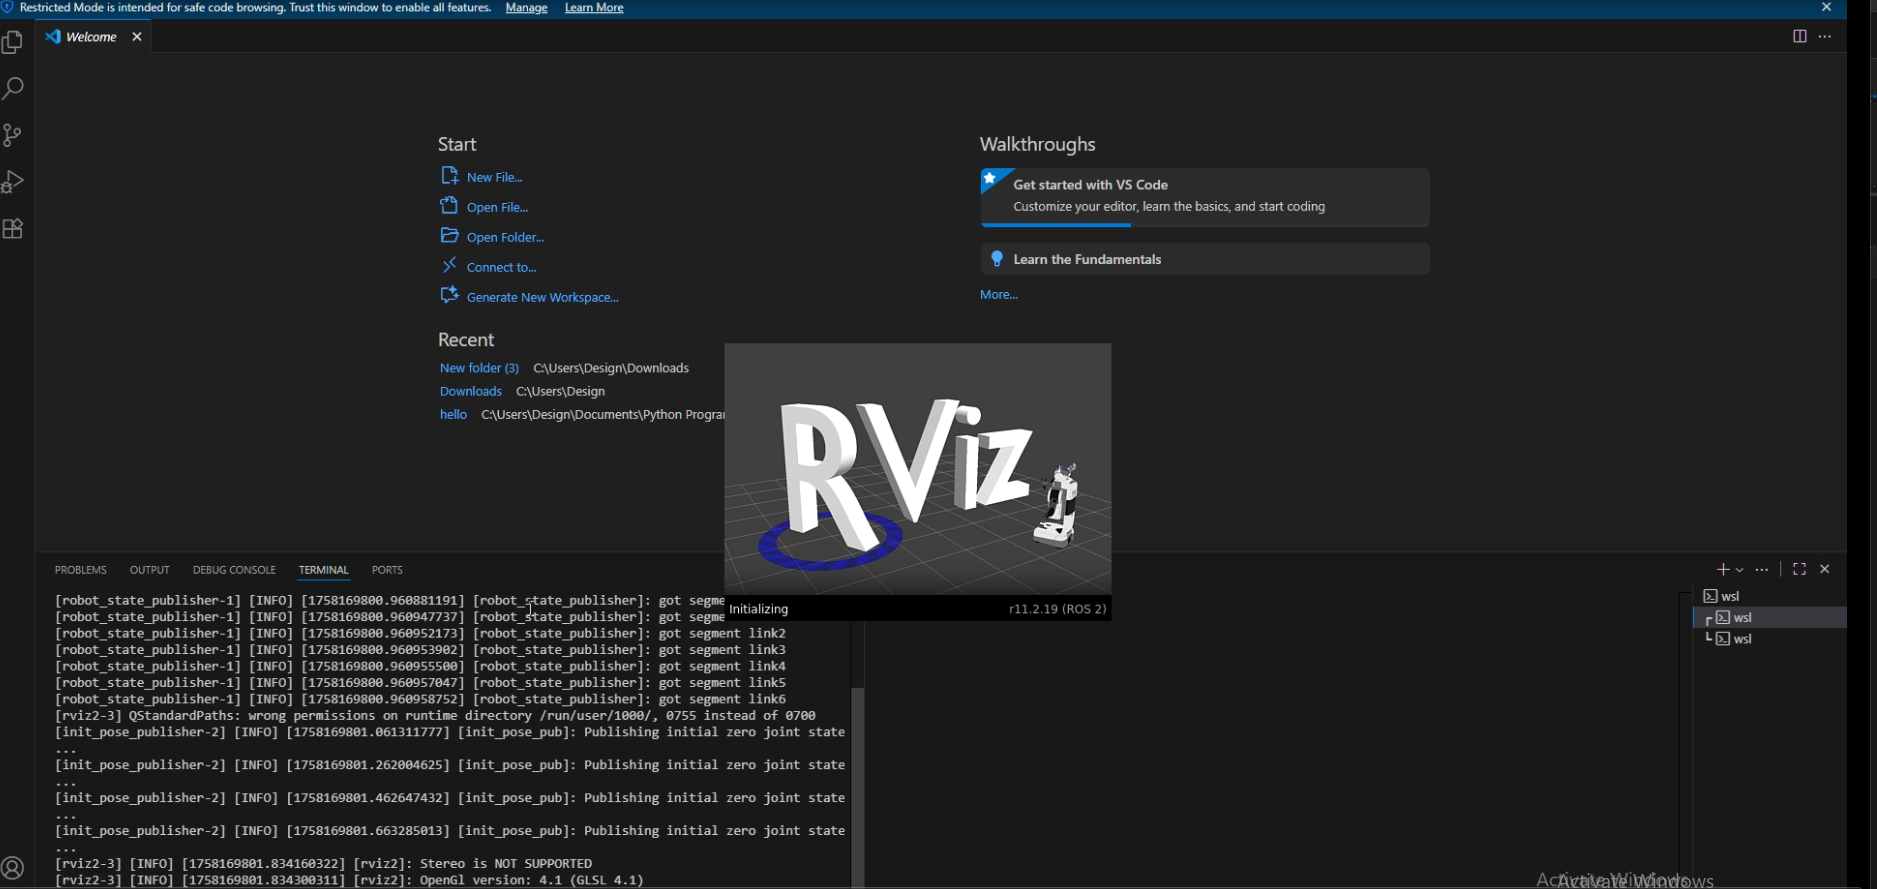 Restricted Mode is intended for safe code browsing. Trust this window to enable all features. Manage Learn More
Welcome
Start
New File...
Open File...
Open Folder...
Connect to...
Generate New Workspace...
Recent
New folder (3) C:\Users\Design\Downloads
Downloads C:\Users\Design
hello C:\Users\Design\Documents\Python
Walkthroughs
Get started with VS Code
Customize your editor, learn the basics, and start coding
Learn the Fundamentals
More...
RViz
Initializing r11.2.19 (ROS 2)
PROBLEMS OUTPUT DEBUG CONSOLE TERMINAL PORTS
[robot_state_publisher-1] [INFO] [1758169800.960881191] [robot_state_publisher]: got segme
[robot_state_publisher-1] [INFO] [1758169800.960947737] [robot_state_publisher]: got segme
[robot_state_publisher-1] [INFO] [1758169800.960952173] [robot_state_publisher]: got segment link2
[robot_state_publisher-1] [INFO] [1758169800.960953902] [robot_state_publisher]: got segment link3
[robot_state_publisher-1] [INFO] [1758169800.960955500] [robot_state_publisher]: got segment link4
[robot_state_publisher-1] [INFO] [1758169800.960957047] [robot_state_publisher]: got segment link5
[robot_state_publisher-1] [INFO] [1758169800.960958752] [robot_state_publisher]: got segment link6
[rviz2-3] QStandardPaths: wrong permissions on runtime directory /run/user/1000/, 0755 instead of 0700
[init_pose_publisher-2] [INFO] [1758169801.061311777] [init_pose_pub]: Publishing initial zero joint state
...
[init_pose_publisher-2] [INFO] [1758169801.262004625] [init_pose_pub]: Publishing initial zero joint state
...
[init_pose_publisher-2] [INFO] [1758169801.462647432] [init_pose_pub]: Publishing initial zero joint state
...
[init_pose_publisher-2] [INFO] [1758169801.663285013] [init_pose_pub]: Publishing initial zero joint state
...
[rviz2-3] [INFO] [1758169801.834160322] [rviz2]: Stereo is NOT SUPPORTED
[rviz2-3] [INFO] [1758169801.834300311] [rviz2]: OpenGl version: 4.1 (GLSL 4.1)
wsl
wsl
wsl
Activate Windows